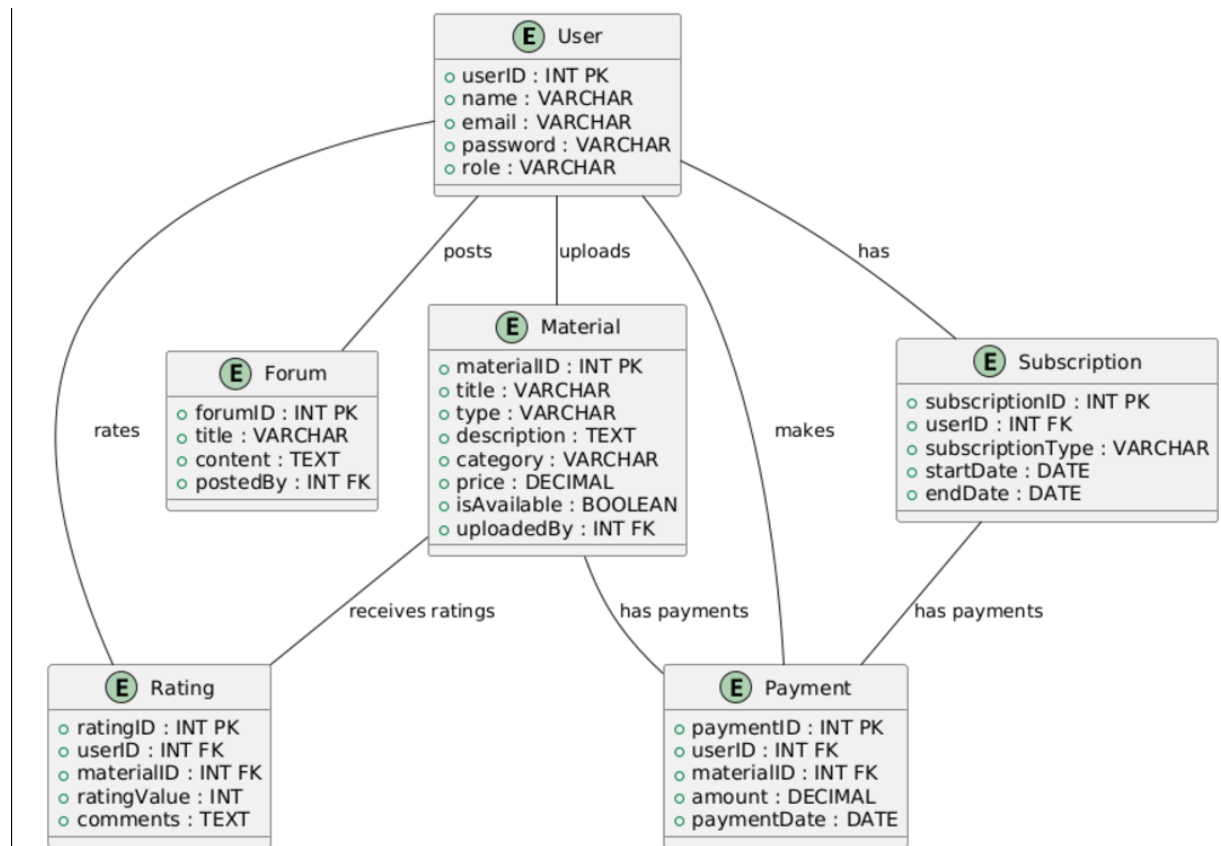 E User
userID : INT PK
name : VARCHAR
email : VARCHAR
password : VARCHAR
role : VARCHAR
posts
uploads
has
E Forum
forumID : INT PK
title : VARCHAR
content : TEXT
postedBy : INT FK
E Material
materialID : INT PK
title : VARCHAR
type : VARCHAR
description : TEXT
category : VARCHAR
price : DECIMAL
isAvailable : BOOLEAN
uploadedBy : INT FK
E Subscription
subscriptionID : INT PK
userID : INT FK
subscriptionType : VARCHAR
startDate : DATE
endDate : DATE
rates
makes
receives ratings
has payments
has payments
E Rating
ratingID : INT PK
userID : INT FK
materialID : INT FK
ratingValue : INT
comments : TEXT
E Payment
paymentID : INT PK
userID : INT FK
materialID : INT FK
amount : DECIMAL
paymentDate : DATE